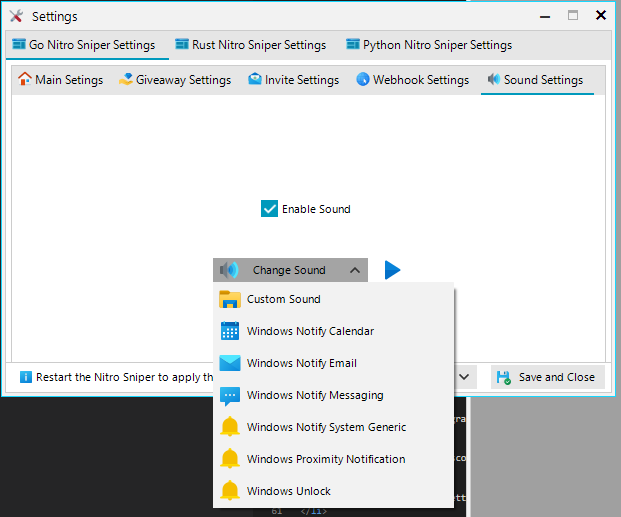 Settings
Go Nitro Sniper Settings
Rust Nitro Sniper Settings
Python Nitro Sniper Settings
Main Setings
Giveaway Settings
Invite Settings
Webhook Settings
Sound Settings
Enable Sound
Change Sound
Custom Sound
Windows Notify Calendar
Windows Notify Email
Windows Notify Messaging
Windows Notify System Generic
Windows Proximity Notification
Windows Unlock
Restart the Nitro Sniper to apply th
Save and Close
gra
sco
ett
61 </li>